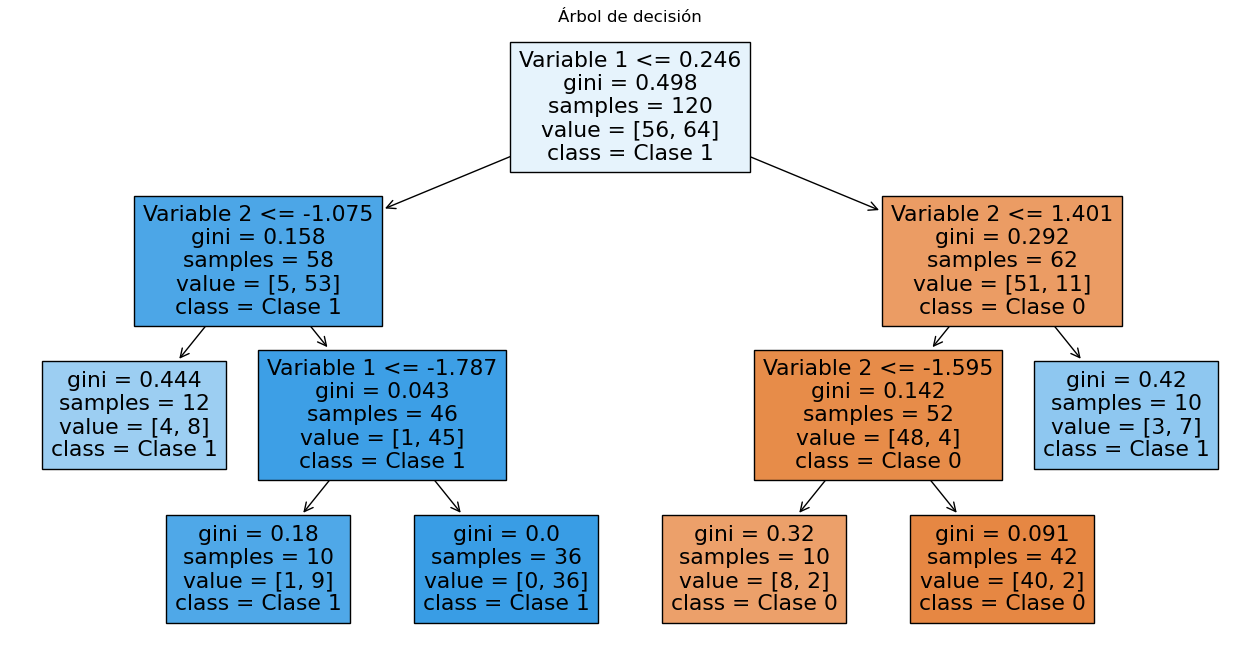 Árbol de decisión
Variable 1 <= 0.246
gini = 0.498
samples = 120
value = [56, 64]
class = Clase 1
Variable 2 <= -1.075
gini = 0.158
samples = 58
value = [5, 53]
class = Clase 1
Variable 2 <= 1.401
gini = 0.292
samples = 62
value = [51, 11]
class = Clase 0
gini = 0.444
samples = 12
value = [4, 8]
class = Clase 1
Variable 1 <= -1.787
gini = 0.043
samples = 46
value = [1, 45]
class = Clase 1
Variable 2 <= -1.595
gini = 0.142
samples = 52
value = [48, 4]
class = Clase 0
gini = 0.42
samples = 10
value = [3, 7]
class = Clase 1
gini = 0.18
samples = 10
value = [1, 9]
class = Clase 1
gini = 0.0
samples = 36
value = [0, 36]
class = Clase 1
gini = 0.32
samples = 10
value = [8, 2]
class = Clase 0
gini = 0.091
samples = 42
value = [40, 2]
class = Clase 0